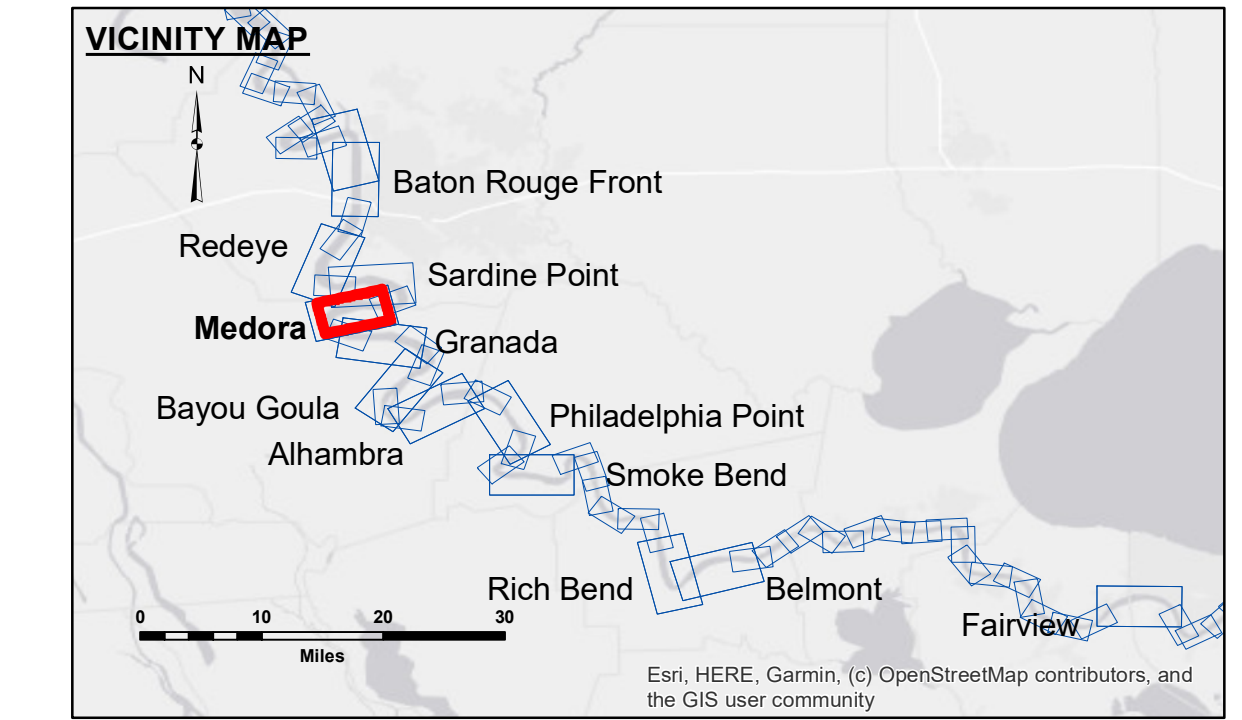 VICINITY MAP
N
Baton Rouge Front
Redeye
Sardine Point
Medora
Granada
Bayou Goula
Philadelphia Point
Alhambra
Smoke Bend
Rich Bend
Belmont
Fairview
0 10 20 30
Miles
Esri, HERE, Garmin, (c) OpenStreetMap contributors, and
the GIS user community